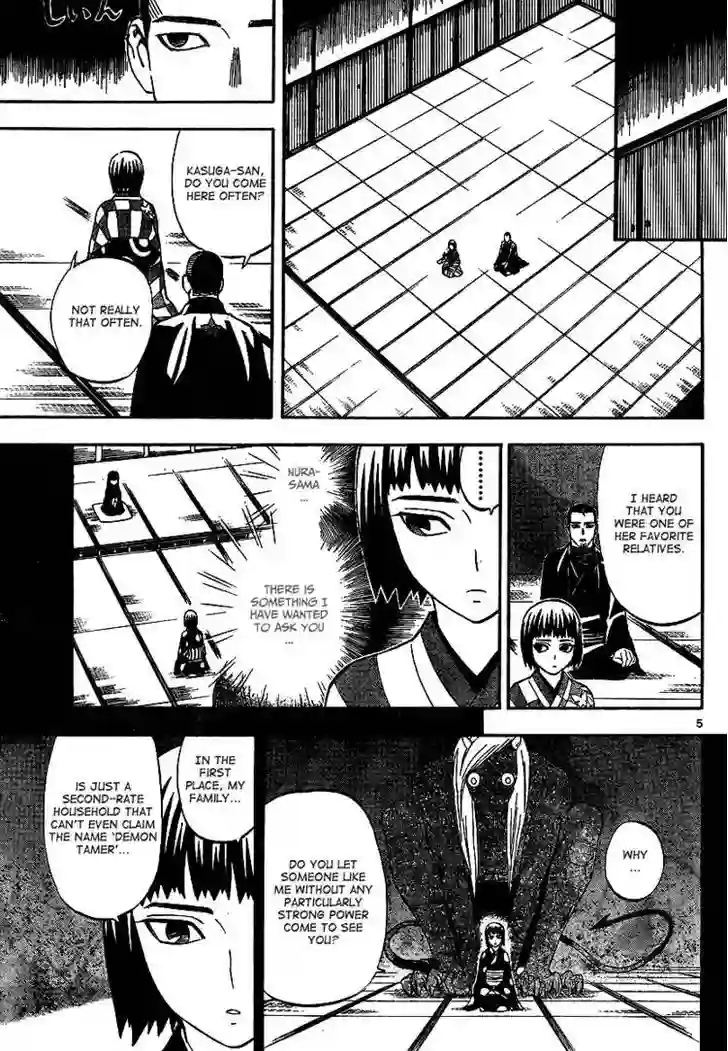 しぃん
KASUGA-SAN,
DO YOU COME
HERE OFTEN?
NOT REALLY
THAT OFTEN.
I HEARD
THAT YOU
WERE ONE OF
HER FAVORITE
RELATIVES.
........
NURA-
SAMA
THERE IS
SOMETHING I
HAVE WANTED
TO ASK YOU
...
5
WHY
...
DO YOU LET
SOMEONE LIKE
ME WITHOUT ANY
PARTICULARLY
STRONG POWER
COME TO SEE
YOU?
IN THE
FIRST
PLACE, MY
FAMILY...
IS JUST A
SECOND-RATE
HOUSEHOLD THAT
CAN'T EVEN CLAIM
THE NAME 'DEMON
TAMER'...